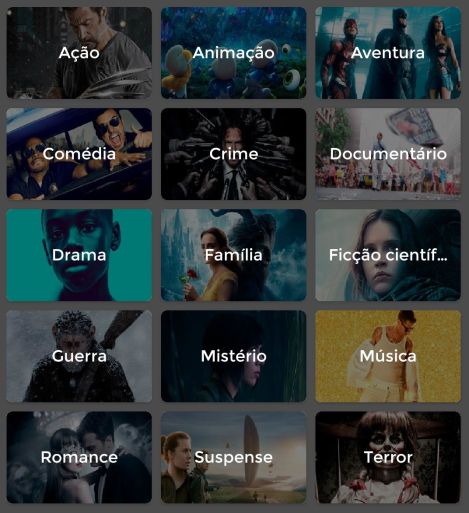 Ação
Animação
Aventura
Comédia
Crime
Documentário
Drama
Família
Ficção científ...
Guerra
Mistério
Música
Romance
Suspense
Terror